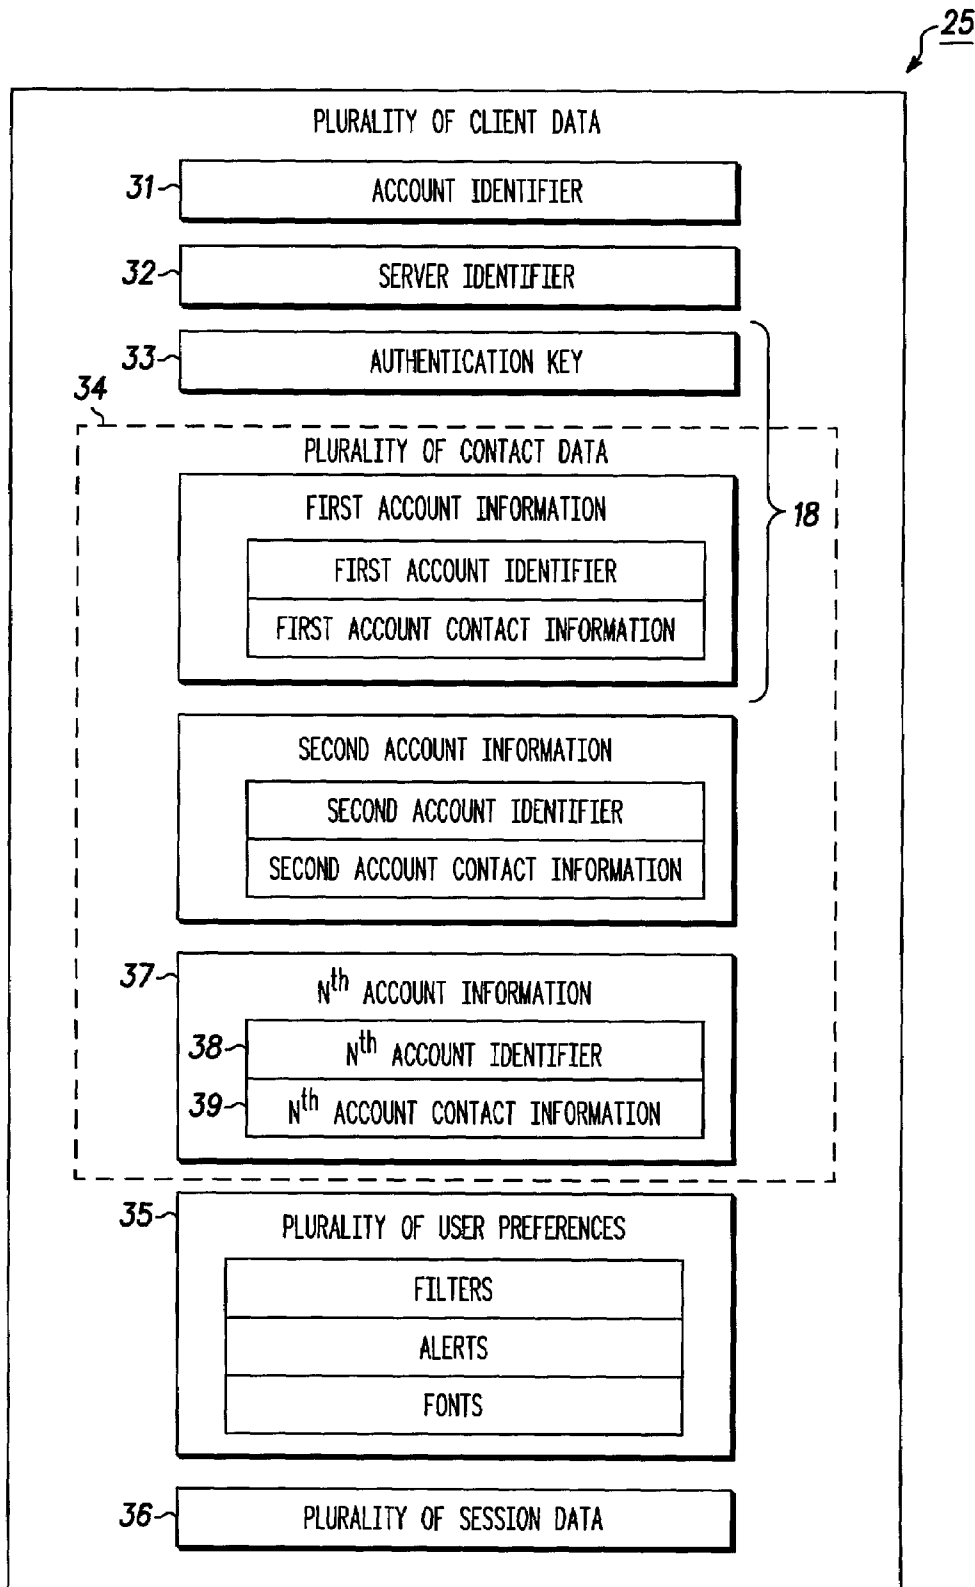 25
PLURALITY OF CLIENT DATA
31
ACCOUNT IDENTIFIER
32
SERVER IDENTIFIER
33
AUTHENTICATION KEY
34
PLURALITY OF CONTACT DATA
FIRST ACCOUNT INFORMATION
18
FIRST ACCOUNT IDENTIFIER
FIRST ACCOUNT CONTACT INFORMATION
SECOND ACCOUNT INFORMATION
SECOND ACCOUNT IDENTIFIER
SECOND ACCOUNT CONTACT INFORMATION
37
Nth ACCOUNT INFORMATION
38
Nth ACCOUNT IDENTIFIER
39
Nth ACCOUNT CONTACT INFORMATION
35
PLURALITY OF USER PREFERENCES
FILTERS
ALERTS
FONTS
36
PLURALITY OF SESSION DATA